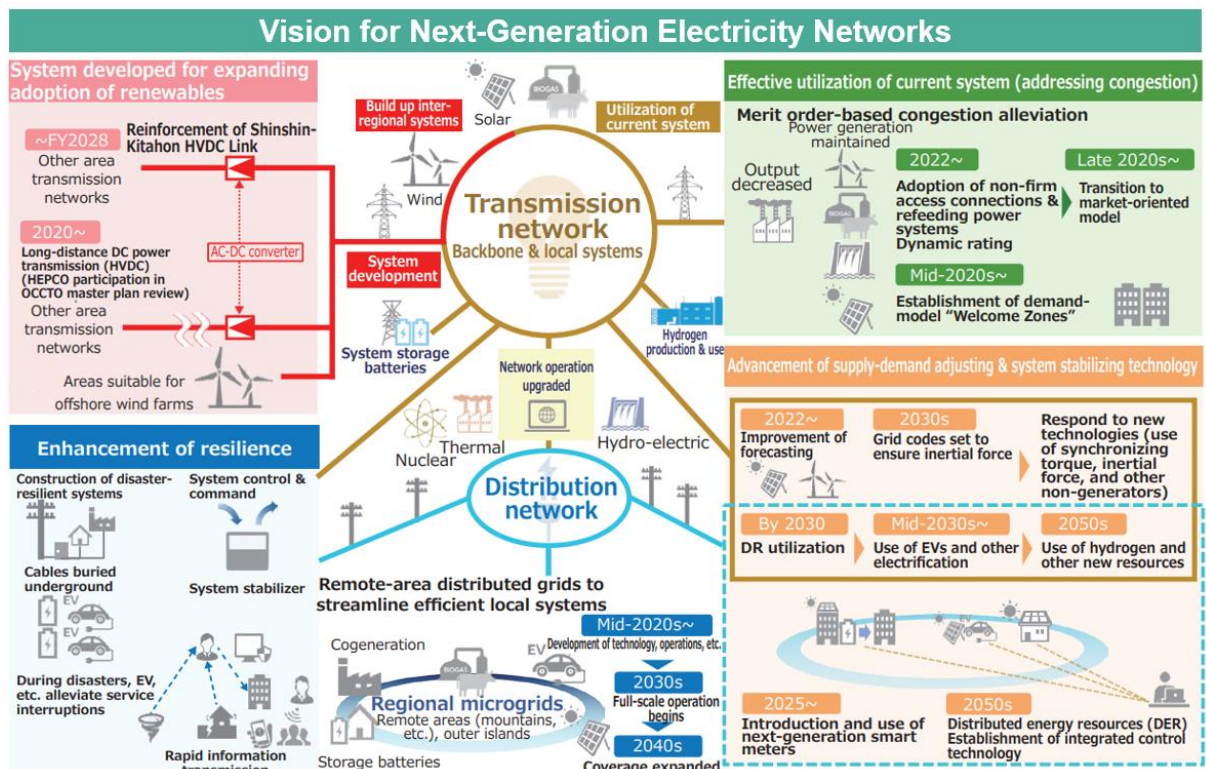 Vision for Next-Generation Electricity Networks
System developed for expanding
adoption of renewables
~FY2028
Reinforcement of Shinshin-
Kitahon HVDC Link
Other area
transmission
networks
2020~
Long-distance DC power
transmission (HVDC)
(HEPCO participation in
OCCTO master plan review)
AC-DC converter
Other area
transmission
networks
Areas suitable for
offshore wind farms
Build up inter-
regional systems
Solar
BIOGAS
Utilization of
current system
Wind
Transmission
network
Backbone & local systems
System
development
System storage
batteries
Hydrogen
production & use
Network operation
upgraded
Nuclear
Thermal
Hydro-electric
Distribution
network
Effective utilization of current system (addressing congestion)
Merit order-based congestion alleviation
Power generation
maintained
Output
decreased
BIOGAS
2022~
Adoption of non-firm
access connections &
refeeding power
systems
Dynamic rating
Late 2020s~
Transition to
market-oriented
model
Mid-2020s~
Establishment of demand-
model “Welcome Zones”
Advancement of supply-demand adjusting & system stabilizing technology
2022~
Improvement of
forecasting
2030s
Grid codes set to
ensure inertial force
Respond to new
technologies (use
of synchronizing
torque, inertial
force, and other
non-generators)
By 2030
DR utilization
Mid-2030s~
Use of EVs and other
electrification
2050s
Use of hydrogen and
other new resources
EV
2025~
Introduction and use of
next-generation smart
meters
2050s
Distributed energy resources (DER)
Establishment of integrated control
technology
Enhancement of resilience
Construction of disaster-
resilient systems
System control &
command
Cables buried
underground
System stabilizer
EV
EV
During disasters, EV,
etc. alleviate service
interruptions
Rapid information
transmission
Remote-area distributed grids to
streamline efficient local systems
Cogeneration
BIOGAS
EV
Regional microgrids
Remote areas (mountains,
etc.), outer islands
Storage batteries
Mid-2020s~
Development of technology, operations, etc.
2030s
Full-scale operation
begins
2040s
Coverage expanded